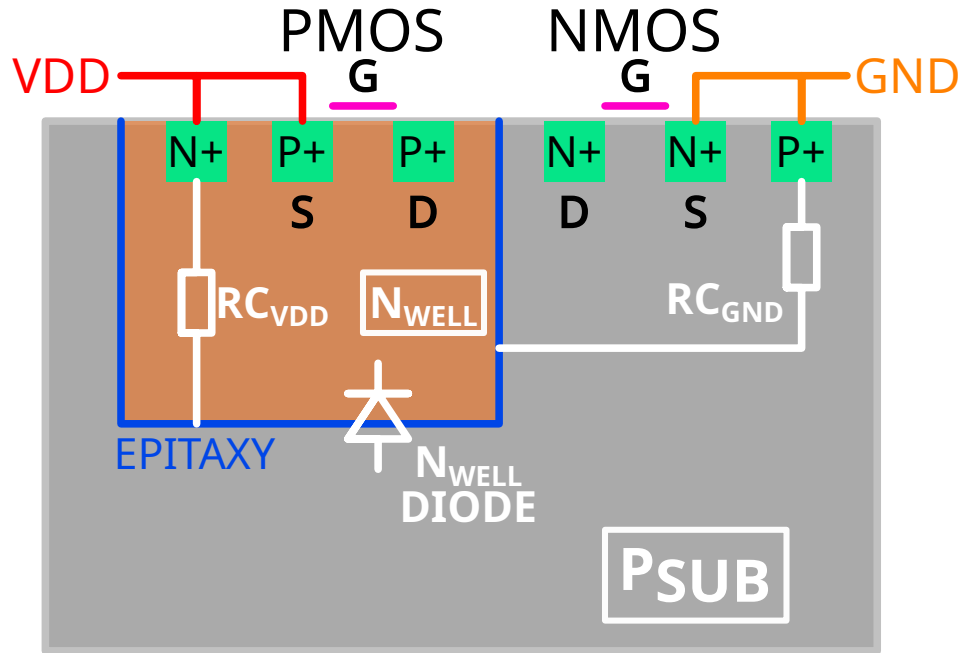 PMOS NMOS
VDD G G GND
N+ P+ P+ N+ N+ P+
S D D S
RCVDD NWELL RCGND
EPITAXY
NWELL
DIODE
PSUB